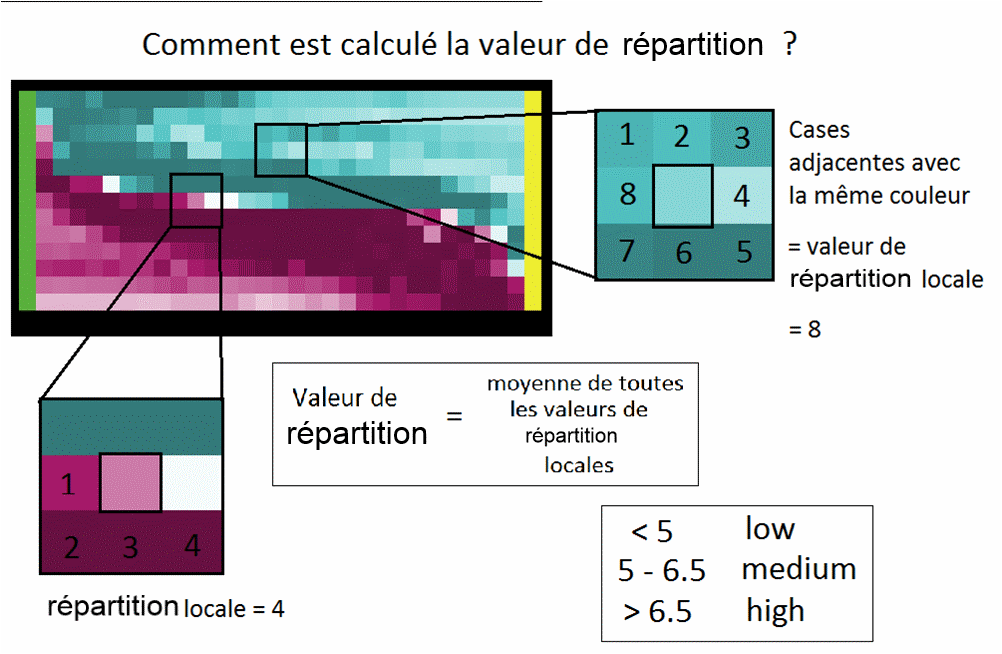 Comment est calculé la valeur de répartition ?
1 2 3
8 4
7 6 5
Cases
adjacentes avec
la même couleur
= valeur de
répartition locale
= 8
Valeur de
répartition
=
moyenne de toutes
les valeurs de
répartition
locales
1
2 3 4
répartition locale = 4
< 5 low
5 - 6.5 medium
> 6.5 high